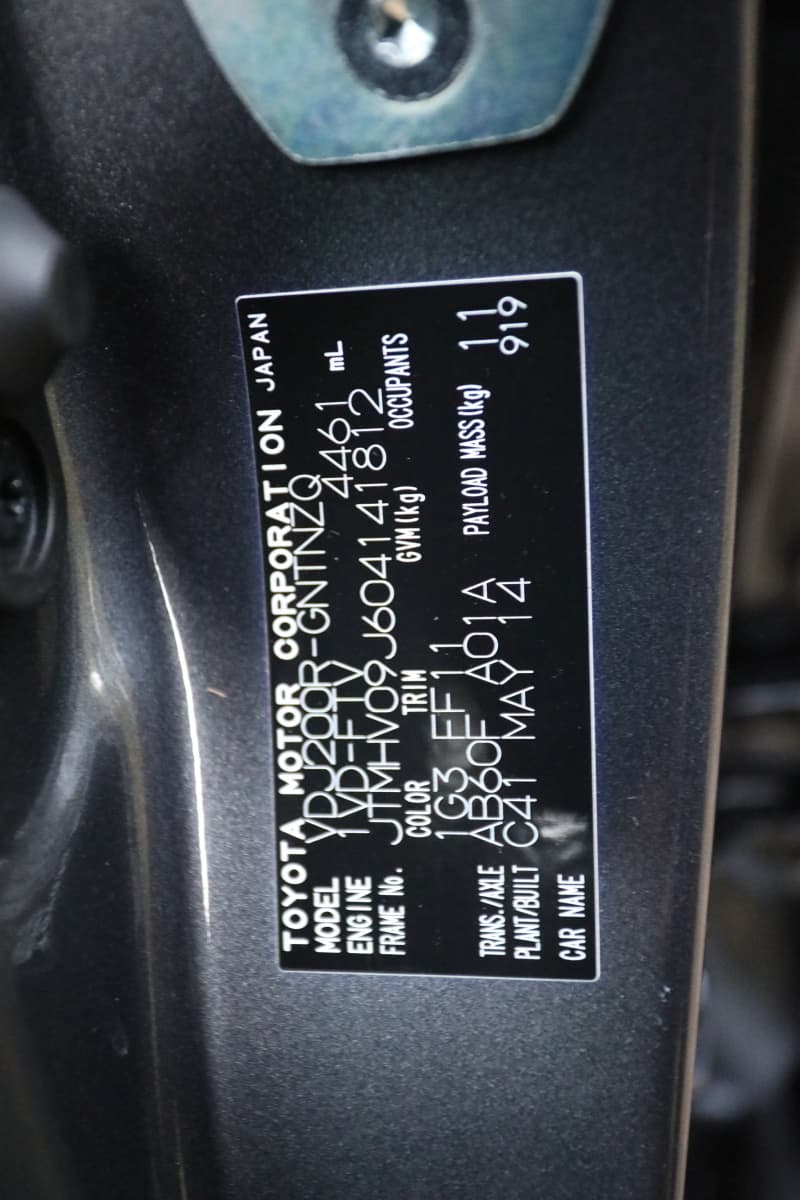 TOYOTA MOTOR CORPORATION JAPAN
MODEL VDJ200R-GNTNZQ
ENGINE 1VD-FTV 4461 mL
FRAME No. JTMHV09J604141812
COLOR TRIM GVM(kg) OCCUPANTS
1G3 FF11
TRANS./AXLE AB60F A01A PAYLOAD MASS(kg) 11
PLANT/BUILT C41 MAY 14 919
CAR NAME